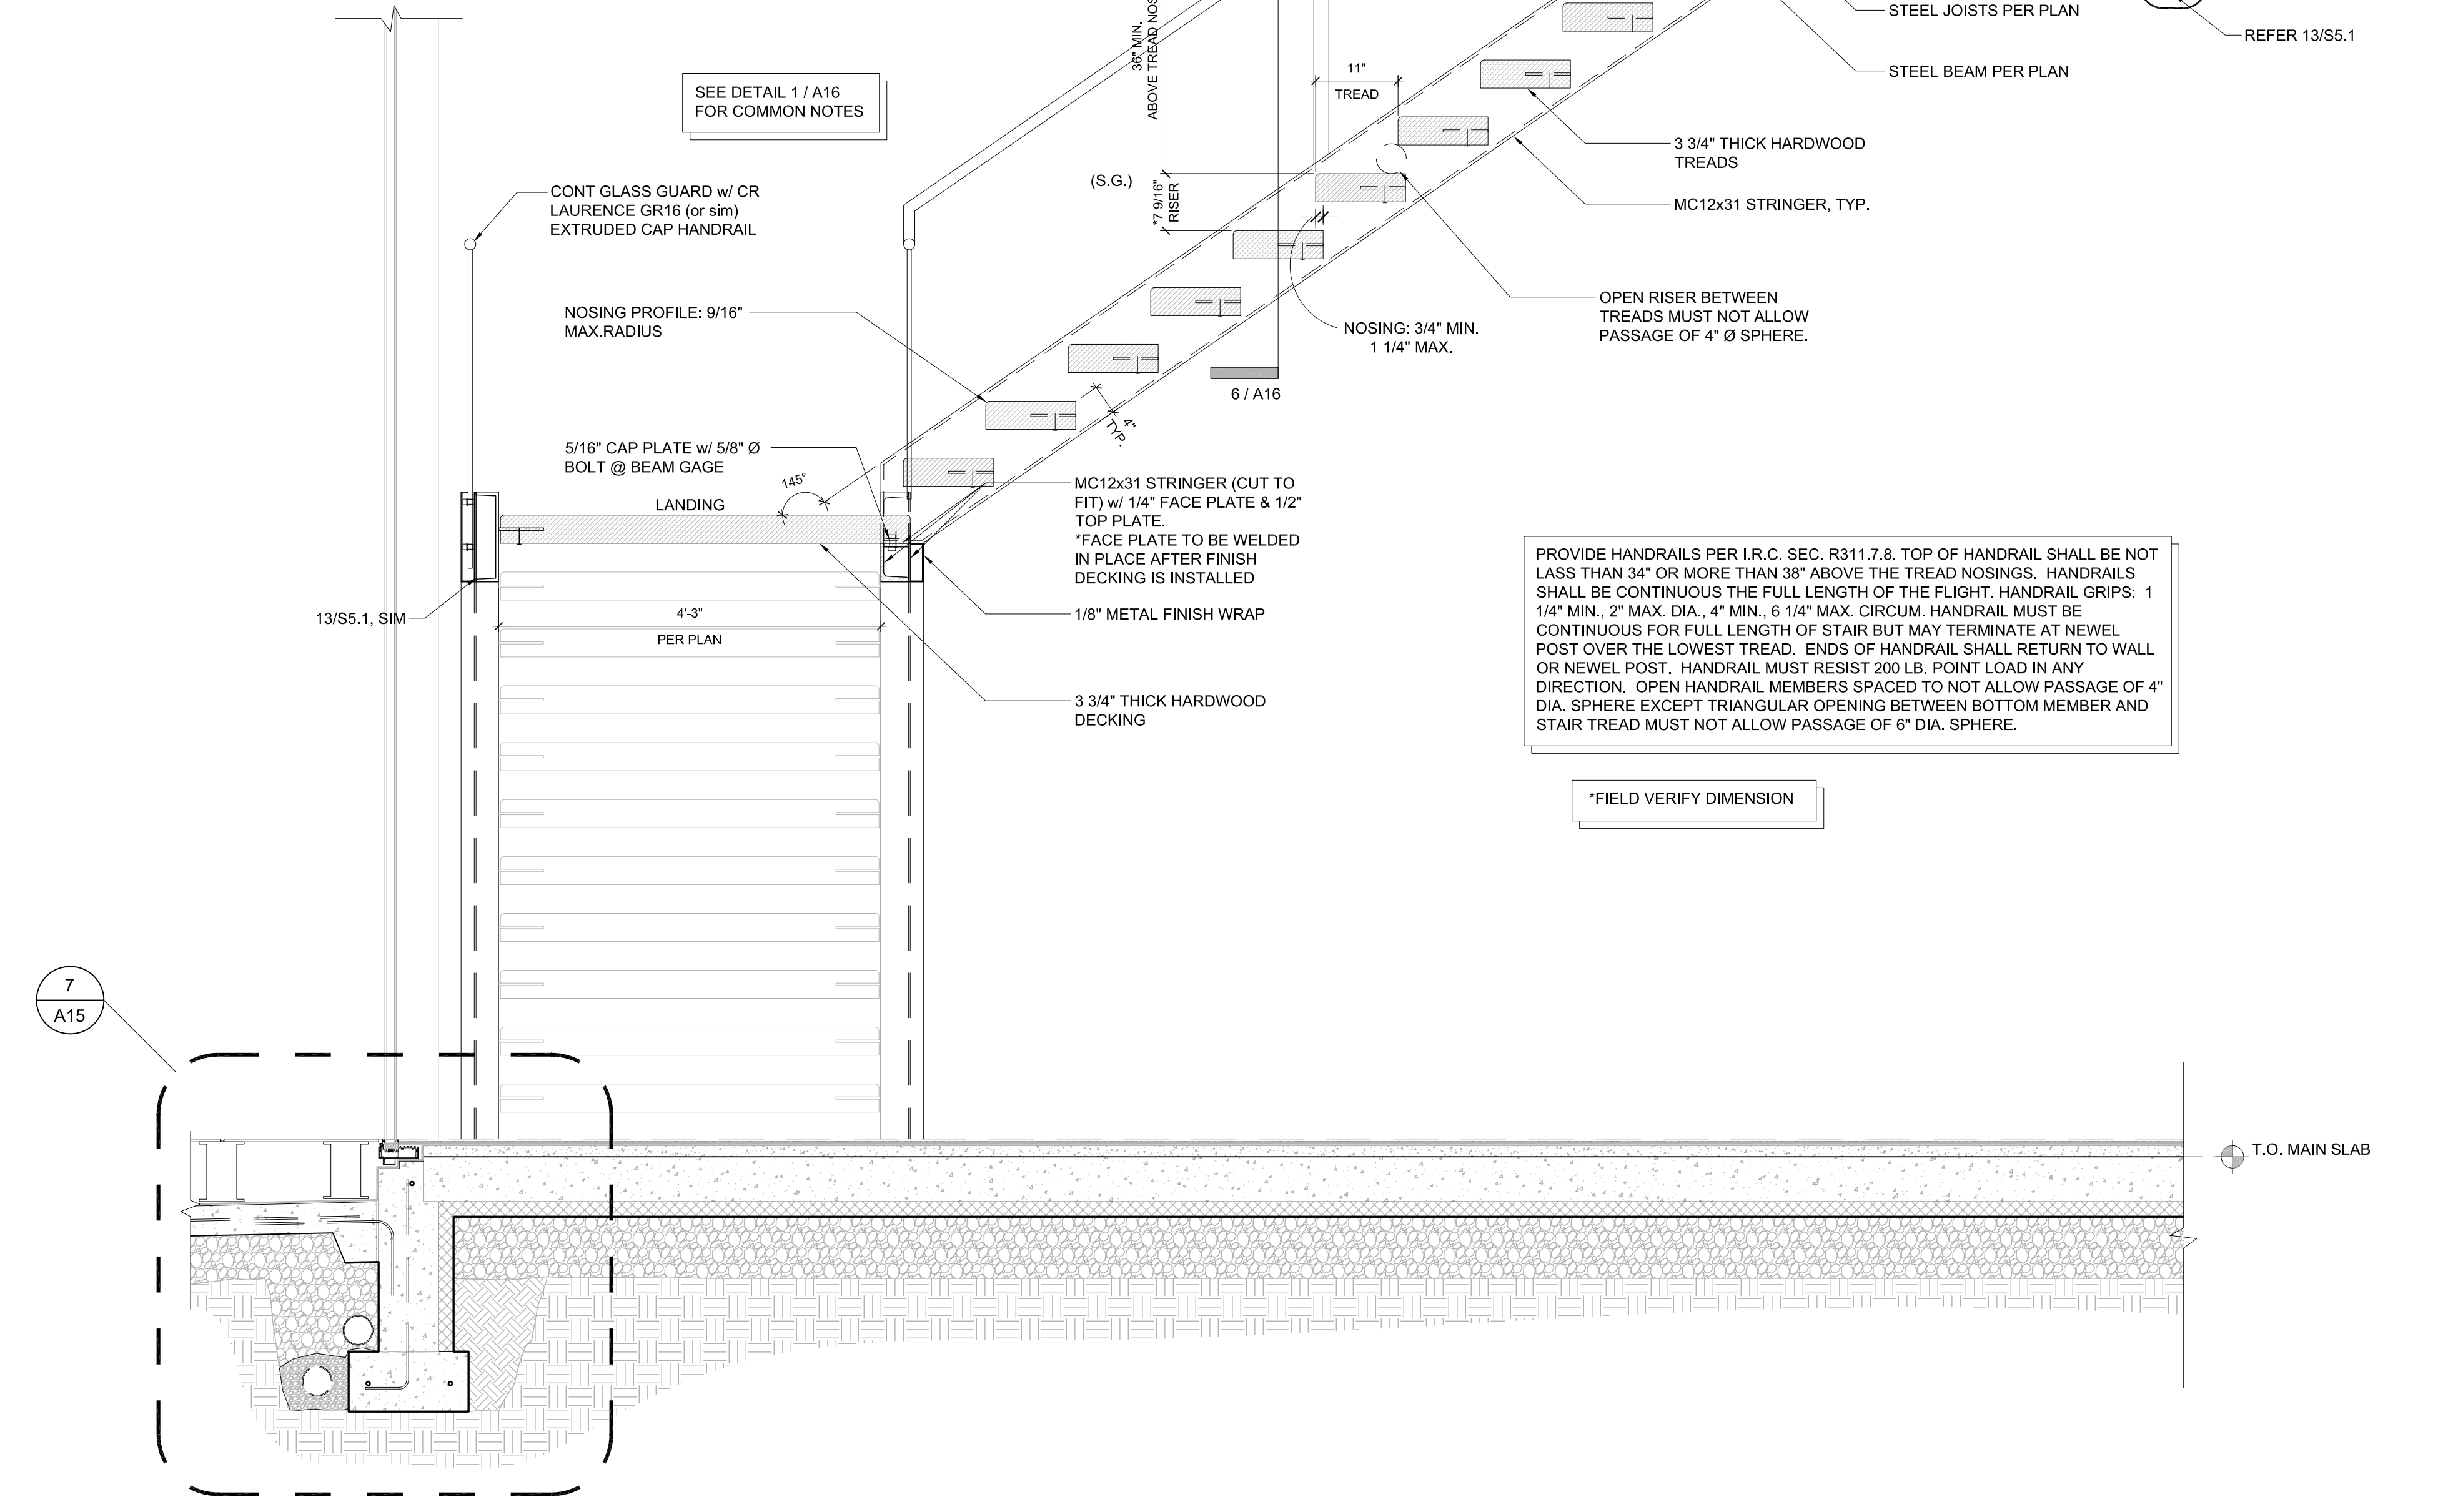 STEEL JOISTS PER PLAN
REFER 13/S5.1
STEEL BEAM PER PLAN
36" MIN.
ABOVE TREAD
11"
TREAD
SEE DETAIL 1 / A16
FOR COMMON NOTES
3 3/4" THICK HARDWOOD
TREADS
(S.G.)
*7 9/16"
RISER
MC12x31 STRINGER, TYP.
CONT GLASS GUARD w/ CR
LAURENCE GR16 (or sim)
EXTRUDED CAP HANDRAIL
OPEN RISER BETWEEN
TREADS MUST NOT ALLOW
PASSAGE OF 4" Ø SPHERE.
NOSING PROFILE: 9/16"
MAX.RADIUS
NOSING: 3/4" MIN.
1 1/4" MAX.
6 / A16
4"
TYP.
5/16" CAP PLATE w/ 5/8" Ø
BOLT @ BEAM GAGE
145°
LANDING
MC12x31 STRINGER (CUT TO
FIT) w/ 1/4" FACE PLATE & 1/2"
TOP PLATE.
*FACE PLATE TO BE WELDED
IN PLACE AFTER FINISH
DECKING IS INSTALLED
13/S5.1, SIM
4'-3"
PER PLAN
1/8" METAL FINISH WRAP
3 3/4" THICK HARDWOOD
DECKING
PROVIDE HANDRAILS PER I.R.C. SEC. R311.7.8. TOP OF HANDRAIL SHALL BE NOT
LASS THAN 34" OR MORE THAN 38" ABOVE THE TREAD NOSINGS. HANDRAILS
SHALL BE CONTINUOUS THE FULL LENGTH OF THE FLIGHT. HANDRAIL GRIPS: 1
1/4" MIN., 2" MAX. DIA., 4" MIN., 6 1/4" MAX. CIRCUM. HANDRAIL MUST BE
CONTINUOUS FOR FULL LENGTH OF STAIR BUT MAY TERMINATE AT NEWEL
POST OVER THE LOWEST TREAD. ENDS OF HANDRAIL SHALL RETURN TO WALL
OR NEWEL POST. HANDRAIL MUST RESIST 200 LB. POINT LOAD IN ANY
DIRECTION. OPEN HANDRAIL MEMBERS SPACED TO NOT ALLOW PASSAGE OF 4"
DIA. SPHERE EXCEPT TRIANGULAR OPENING BETWEEN BOTTOM MEMBER AND
STAIR TREAD MUST NOT ALLOW PASSAGE OF 6" DIA. SPHERE.
*FIELD VERIFY DIMENSION
7
A15
T.O. MAIN SLAB